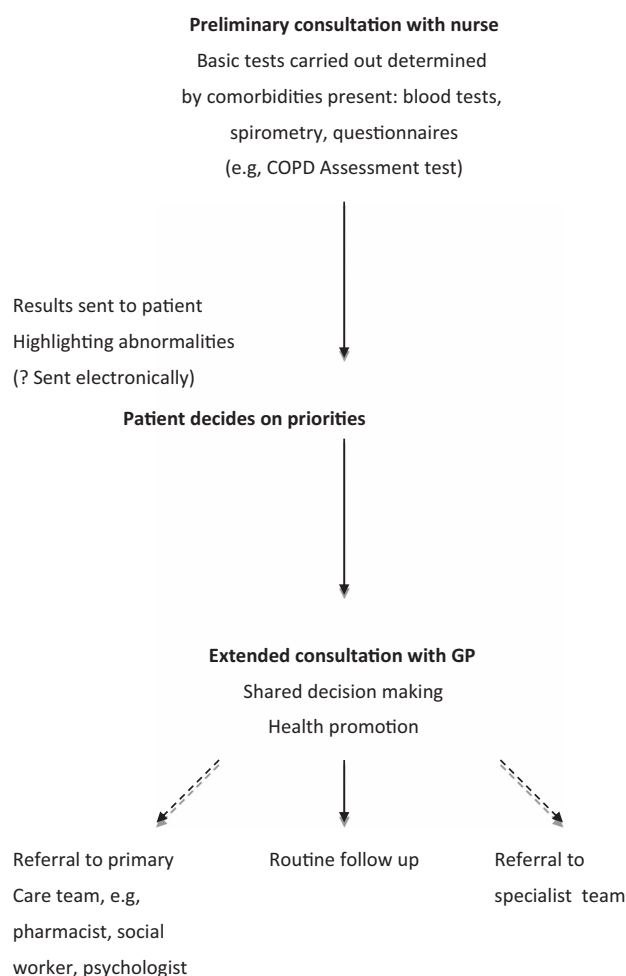 Preliminary consultation with nurse
Basic tests carried out determined
by comorbidities present: blood tests,
spirometry, questionnaires
(e.g, COPD Assessment test)
Results sent to patient
Highlighting abnormalities
(? Sent electronically)
Patient decides on priorities
Extended consultation with GP
Shared decision making
Health promotion
Referral to primary
Care team, e.g,
pharmacist, social
worker, psychologist
Routine follow up
Referral to
specialist team